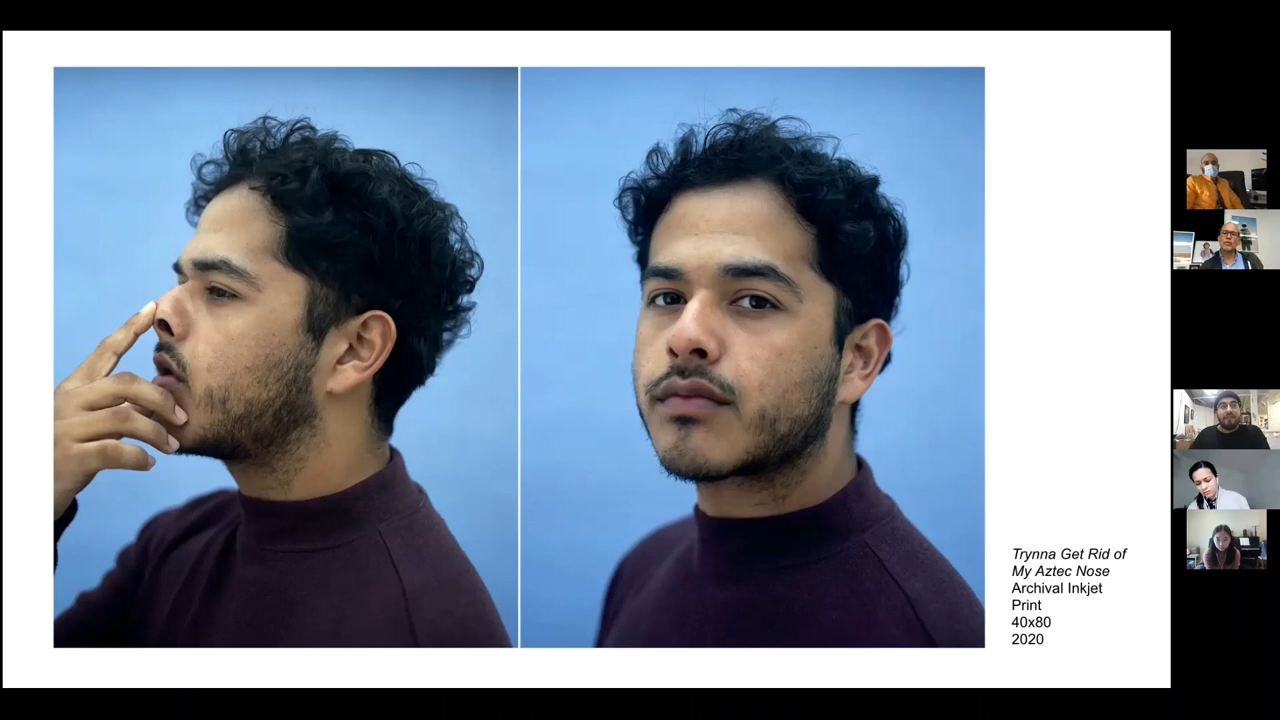 Trynna Get Rid of
My Aztec Nose
Archival Inkjet
Print
40x80
2020